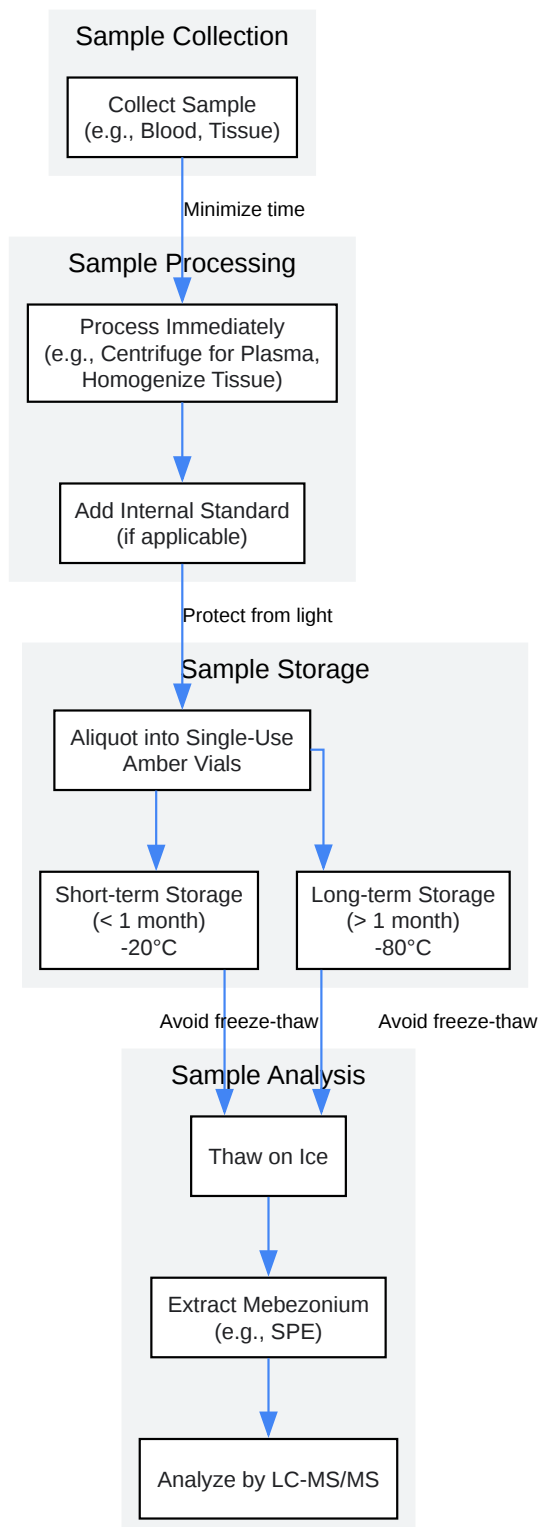 Sample Collection
Collect Sample
(e.g., Blood, Tissue)
Minimize time
Sample Processing
Process Immediately
(e.g., Centrifuge for Plasma,
Homogenize Tissue)
Add Internal Standard
(if applicable)
Protect from light
Sample Storage
Aliquot into Single-Use
Amber Vials
Short-term Storage
(< 1 month)
-20°C
Long-term Storage
(> 1 month)
-80°C
Avoid freeze-thaw
Avoid freeze-thaw
Sample Analysis
Thaw on Ice
Extract Mebezonium
(e.g., SPE)
Analyze by LC-MS/MS